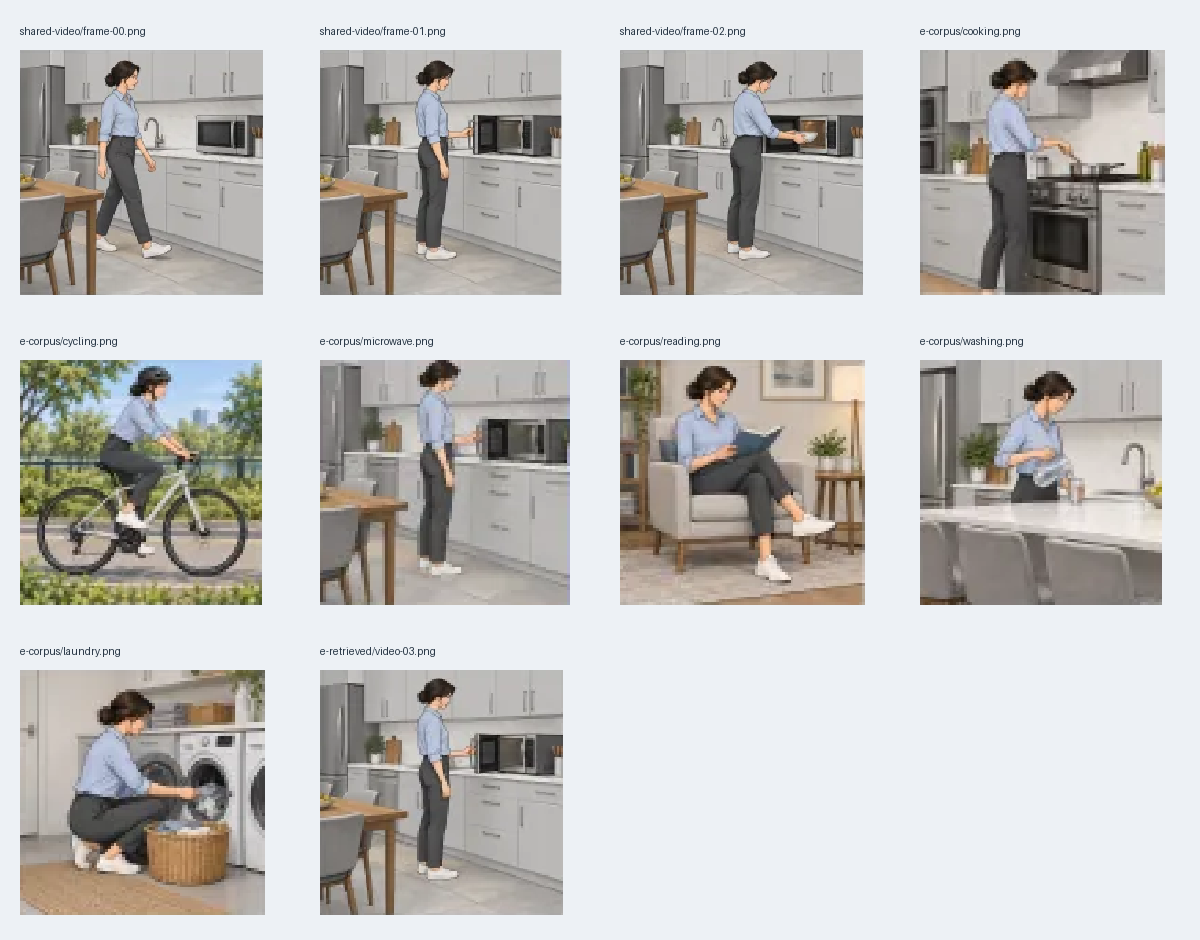 shared-video/frame-00.png
shared-video/frame-01.png
shared-video/frame-02.png
e-corpus/cooking.png
e-corpus/cycling.png
e-corpus/microwave.png
e-corpus/reading.png
e-corpus/washing.png
e-corpus/laundry.png
e-retrieved/video-03.png